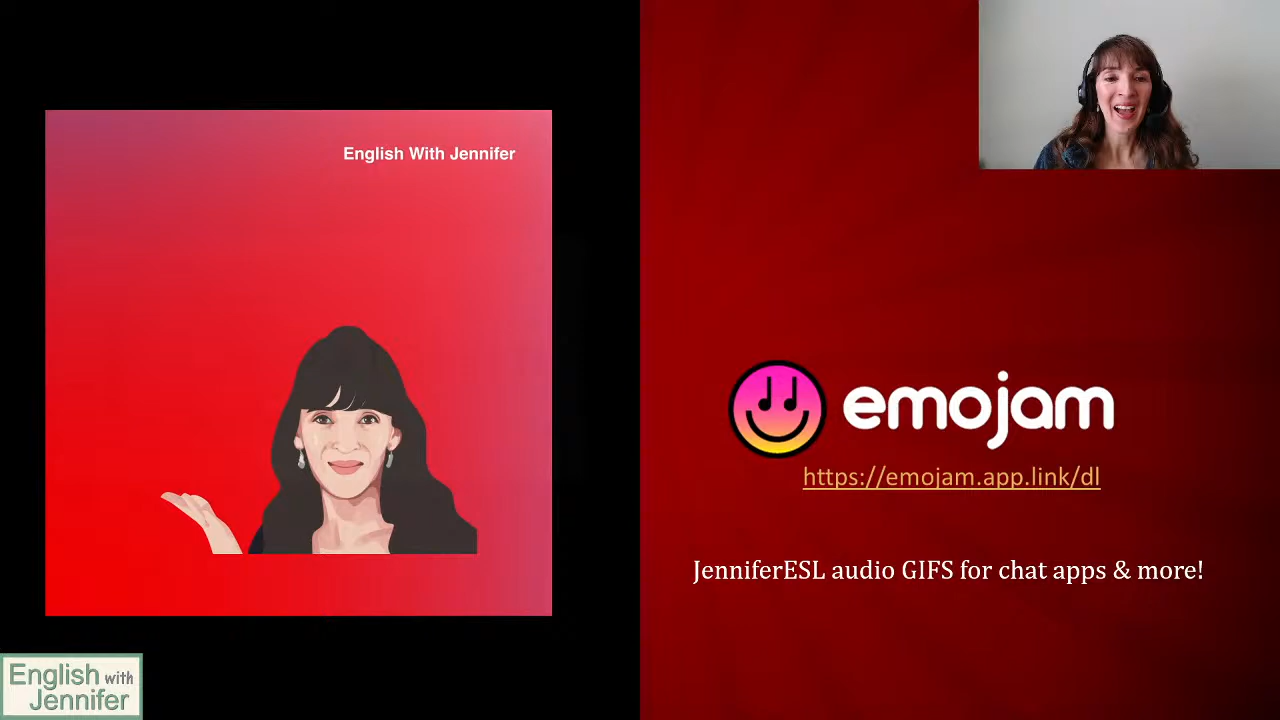 English With Jennifer
emojam
https://emojam.app.link/dl
JenniferESL audio GIFS for chat apps & more!
English with
Jennifer